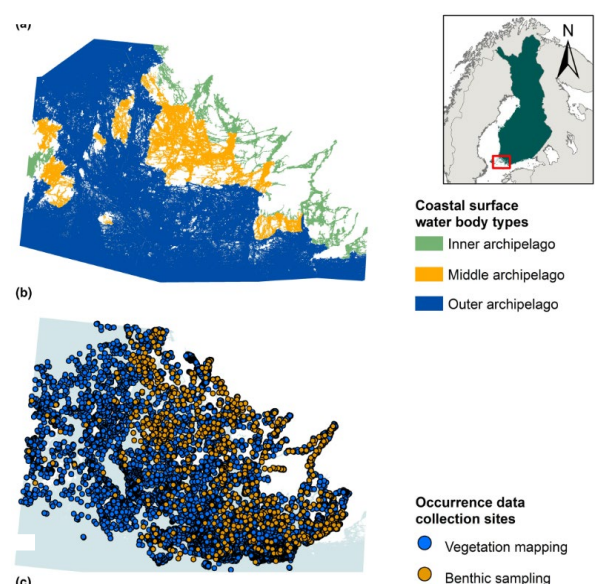 (a)
N
Coastal surface
water body types
Inner archipelago
Middle archipelago
Outer archipelago
(b)
Occurrence data
collection sites
Vegetation mapping
Benthic sampling
(c)